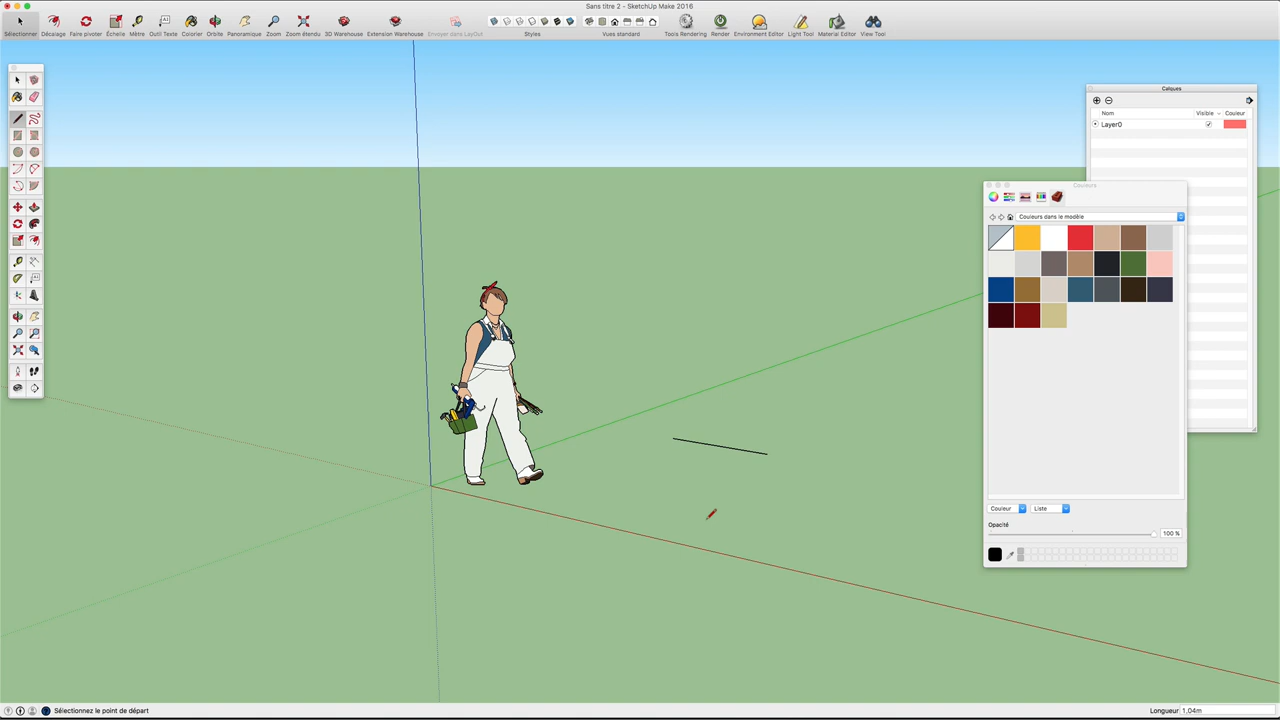 Sans titre 2 - SketchUp Make 2016
Sélectionner Décalage Faire pivoter Échelle Mètre Outil Texte Colorier Orbite Panoramique Zoom Zoom étendu 3D Warehouse Extension Warehouse Envoyer dans LayOut Styles Vues standard Tools Rendering Render Environment Editor Light Tool Material Editor View Tool
Calques
Nom Visible Couleur
Layer0
Couleurs
Couleurs dans le modèle
Couleur Liste
Opacité
100 %
Sélectionnez le point de départ
Longueur 1,04m